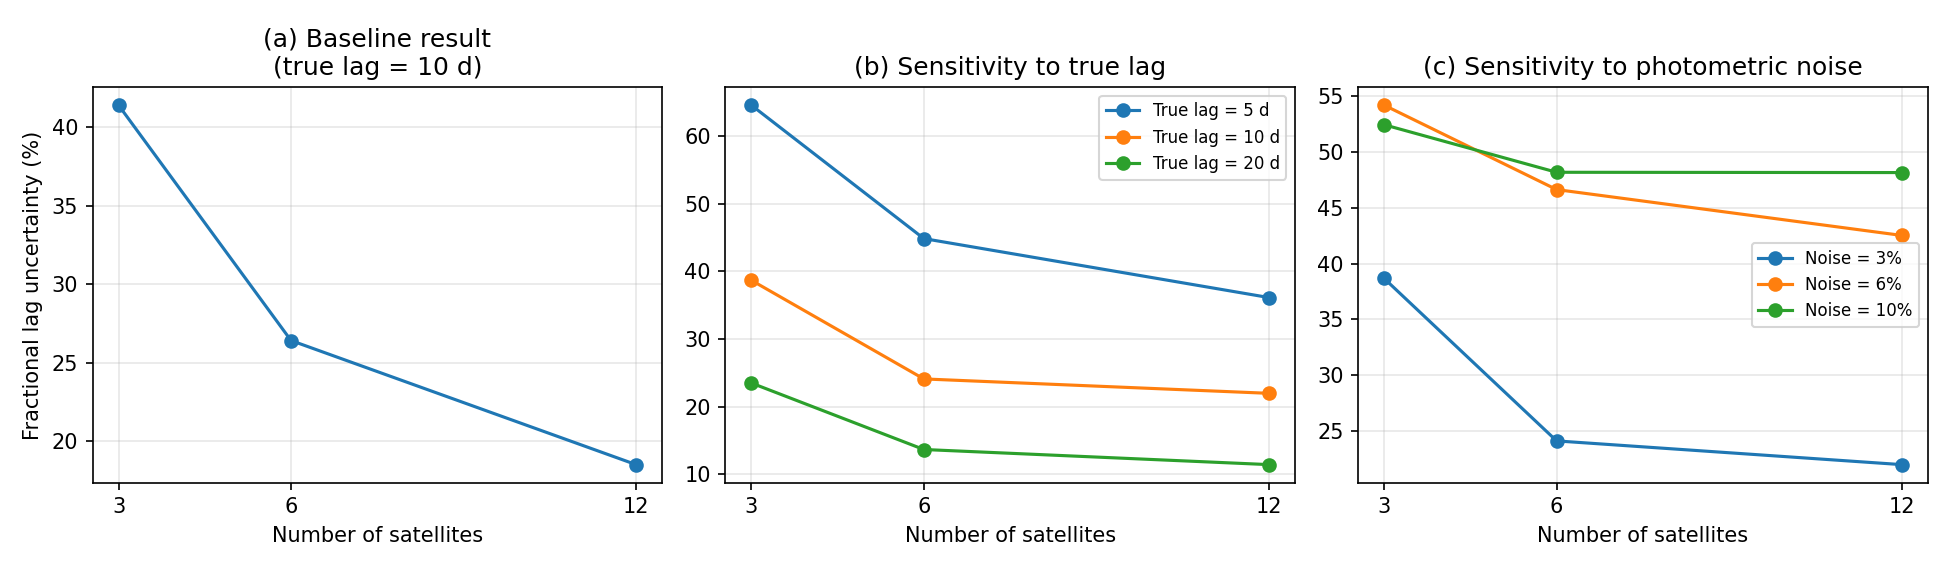 (a) Baseline result
(true lag = 10 d)
Fractional lag uncertainty (%)
40
35
30
25
20
3 6 12
Number of satellites
(b) Sensitivity to true lag
True lag = 5 d
True lag = 10 d
True lag = 20 d
60
50
40
30
20
10
3 6 12
Number of satellites
(c) Sensitivity to photometric noise
55
50
45
40
35
30
25
Noise = 3%
Noise = 6%
Noise = 10%
3 6 12
Number of satellites